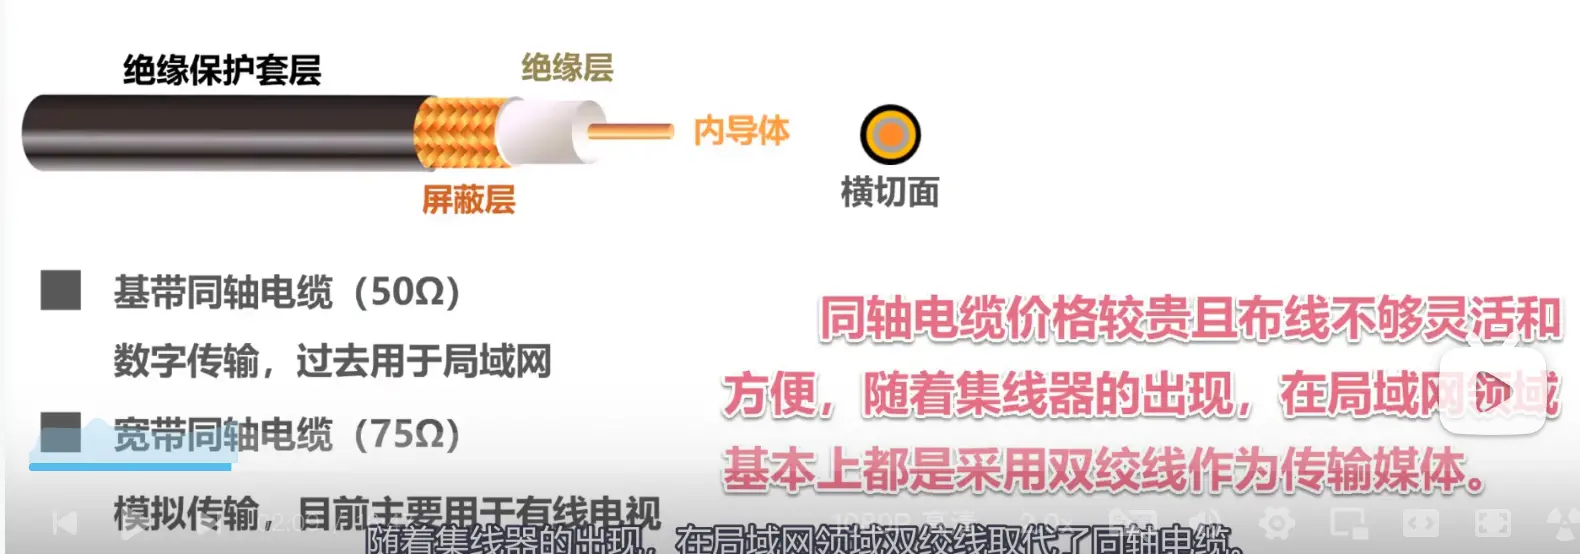 绝缘保护套层
绝缘层
内导体
屏蔽层
横切面
基带同轴电缆（50Ω）
数字传输，过去用于局域网
宽带同轴电缆（75Ω）
模拟传输，目前主要用于有线电视
同轴电缆价格较贵且布线不够灵活和
方便，随着集线器的出现，在局域网领域
基本上都是采用双绞线作为传输媒体。
1080P 高清
2.0x
随着集线器的出现，在局域网领域双绞线取代了同轴电缆。